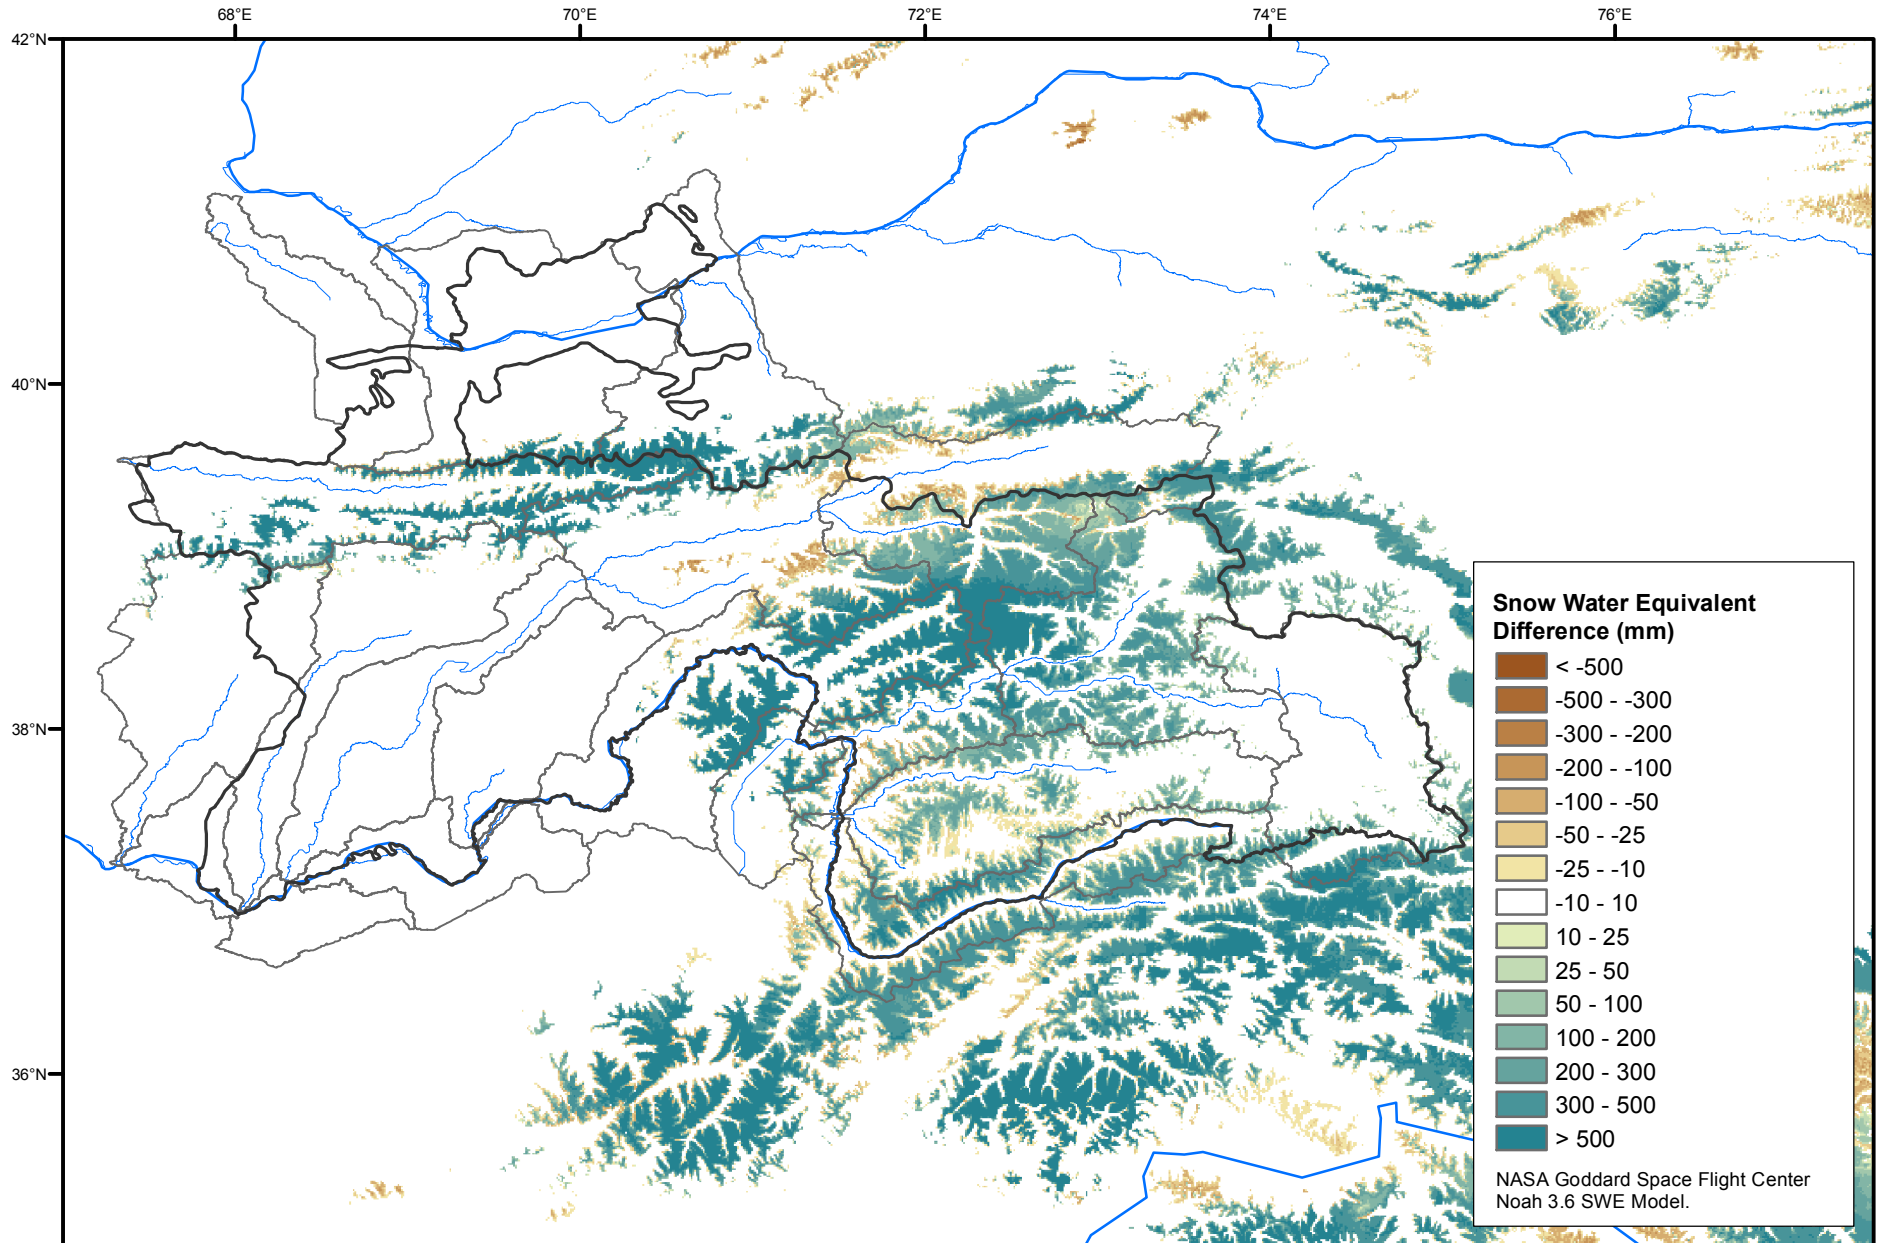 68°E 70°E 72°E 74°E 76°E
42°N
40°N
38°N
36°N
Snow Water Equivalent
Difference (mm)
< -500
-500 - -300
-300 - -200
-200 - -100
-100 - -50
-50 - -25
-25 - -10
-10 - 10
10 - 25
25 - 50
50 - 100
100 - 200
200 - 300
300 - 500
> 500
NASA Goddard Space Flight Center
Noah 3.6 SWE Model.